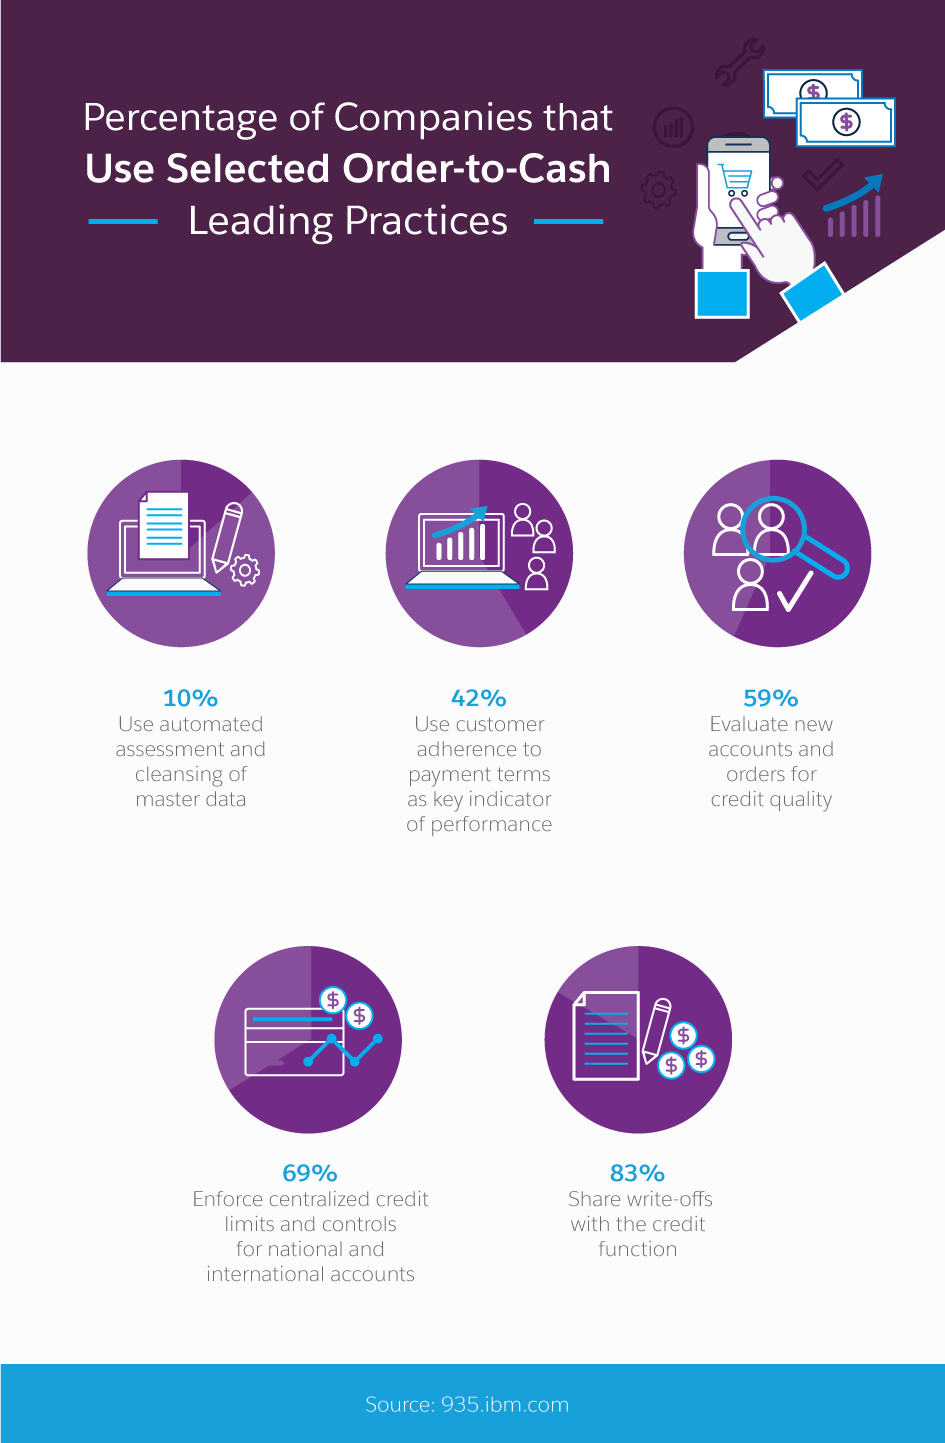 Percentage of Companies that
Use Selected Order-to-Cash
Leading Practices
$
$
10%
Use automated
assessment and
cleansing of
master data
42%
Use customer
adherence to
payment terms
as key indicator
of performance
59%
Evaluate new
accounts and
orders for
credit quality
$
$
69%
Enforce centralized credit
limits and controls
for national and
international accounts
$
$
$
83%
Share write-offs
with the credit
function
Source: 935.ibm.com